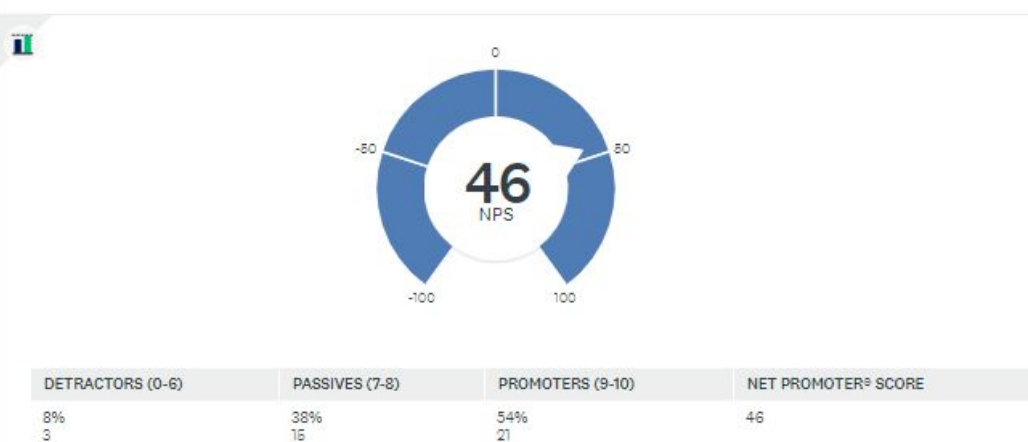 0
-50
50
46
NPS
-100
100
DETRACTORS (0-6) PASSIVES (7-8) PROMOTERS (9-10) NET PROMOTER® SCORE
8% 38% 54% 46
3 15 21